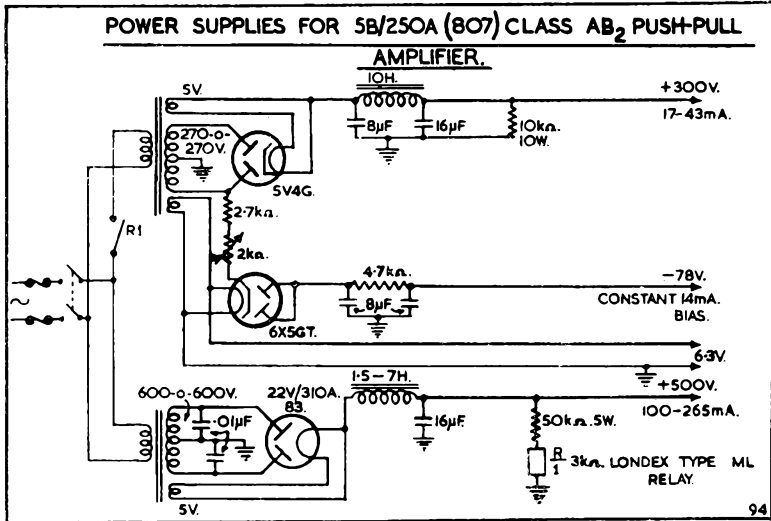 POWER SUPPLIES FOR 5B/250A (807) CLASS AB₂ PUSH-PULL
AMPLIFIER.
5V.
10H.
+300V.
17-43mA.
8µF
16µF
10kΩ.
10W.
270-0-
270V.
5V4G.
R1
2·7kΩ.
2kΩ.
4·7kΩ.
-78V.
CONSTANT 14mA.
BIAS.
8µF
6X5GT.
6·3V.
1·5-7H.
+500V.
100-265mA.
600-0-600V.
22V/310A.
83.
·01µF
16µF
50kΩ.5W.
R
1
3kΩ. LONDEX TYPE ML
RELAY.
5V.
94